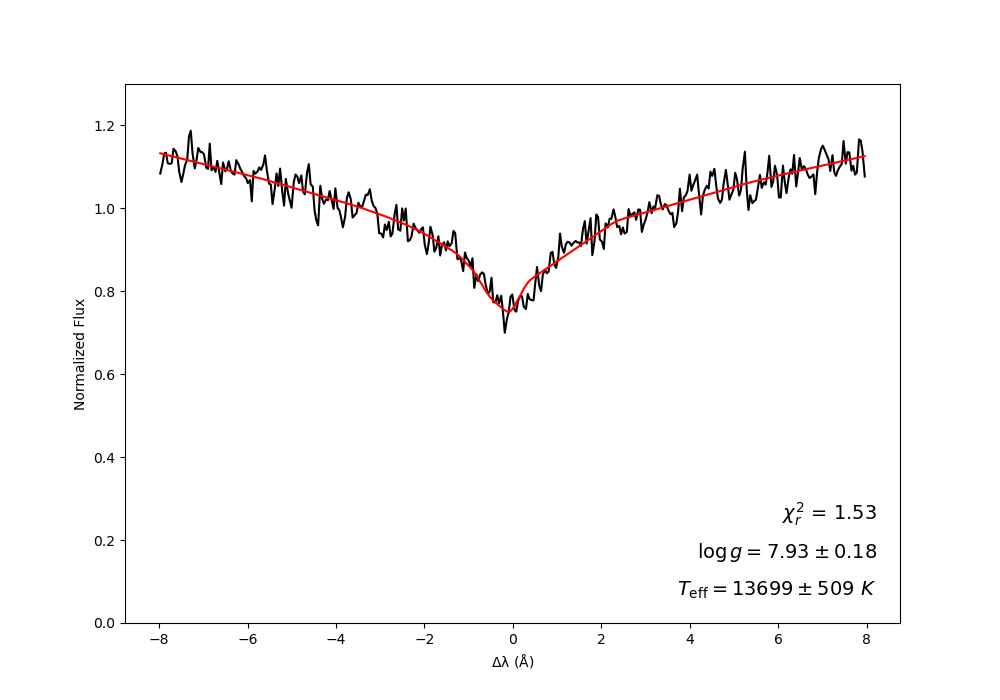 1.2
1.0
0.8
0.6
0.4
0.2
0.0
Normalized Flux
χ²ᵣ = 1.53
log g = 7.93 ± 0.18
T_eff = 13699 ± 509 K
−8 −6 −4 −2 0 2 4 6 8
Δλ (Å)